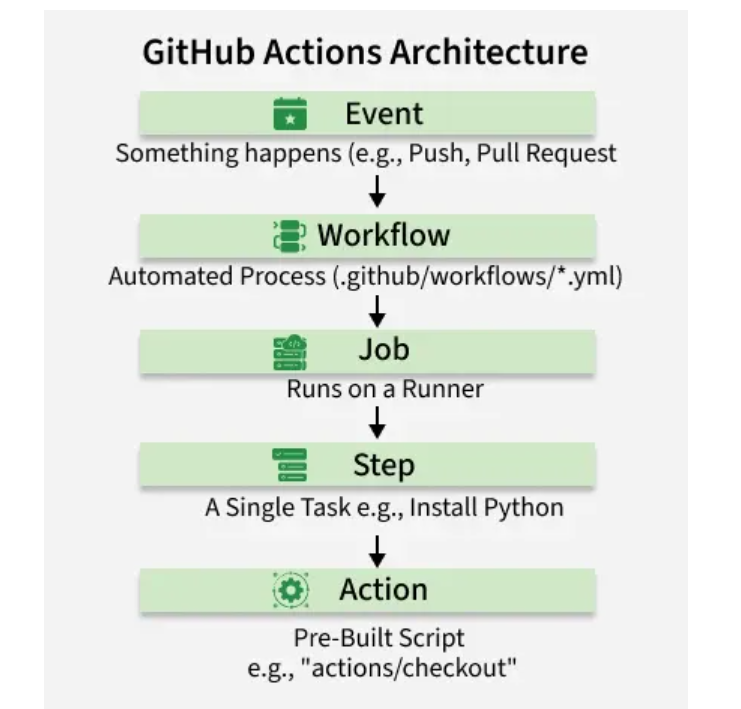 GitHub Actions Architecture
Event
Something happens (e.g., Push, Pull Request
Workflow
Automated Process (.github/workflows/*.yml)
Job
Runs on a Runner
Step
A Single Task e.g., Install Python
Action
Pre-Built Script
e.g., "actions/checkout"